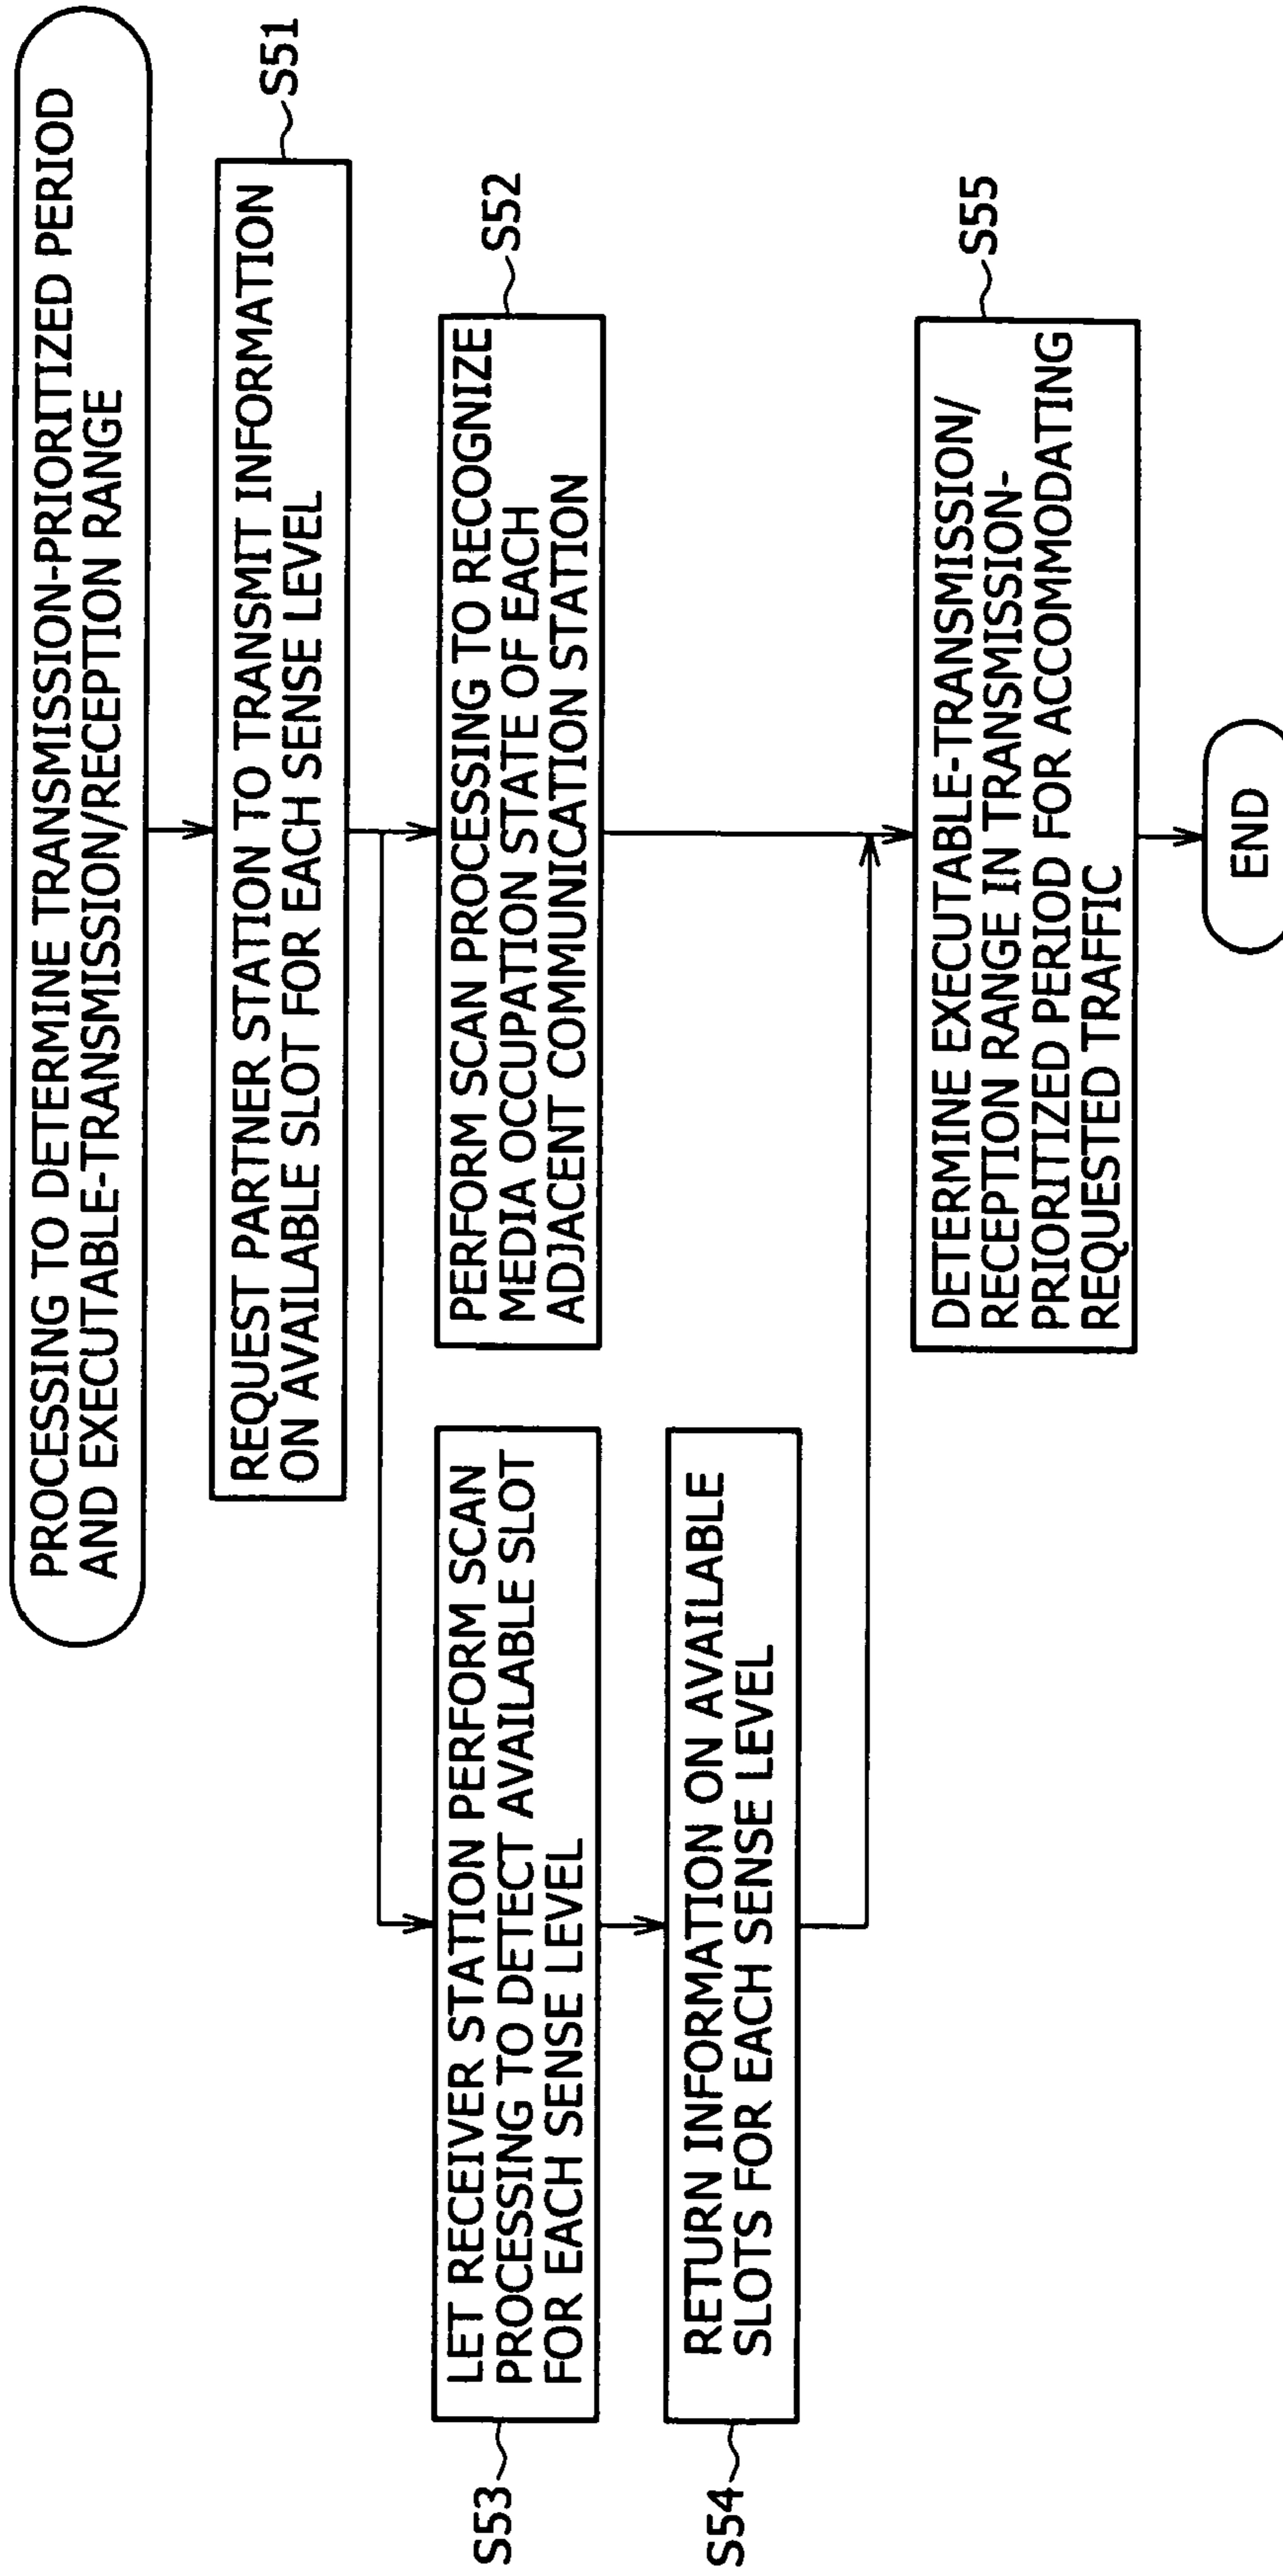 PROCESSING TO DETERMINE TRANSMISSION-PRIORITIZED PERIOD
AND EXECUTABLE-TRANSMISSION/RECEPTION RANGE
REQUEST PARTNER STATION TO TRANSMIT INFORMATION
ON AVAILABLE SLOT FOR EACH SENSE LEVEL
S51
PERFORM SCAN PROCESSING TO RECOGNIZE
MEDIA OCCUPATION STATE OF EACH
ADJACENT COMMUNICATION STATION
S52
S53
LET RECEIVER STATION PERFORM SCAN
PROCESSING TO DETECT AVAILABLE SLOT
FOR EACH SENSE LEVEL
S54
RETURN INFORMATION ON AVAILABLE
SLOTS FOR EACH SENSE LEVEL
DETERMINE EXECUTABLE-TRANSMISSION/
RECEPTION RANGE IN TRANSMISSION-
PRIORITIZED PERIOD FOR ACCOMMODATING
REQUESTED TRAFFIC
S55
END